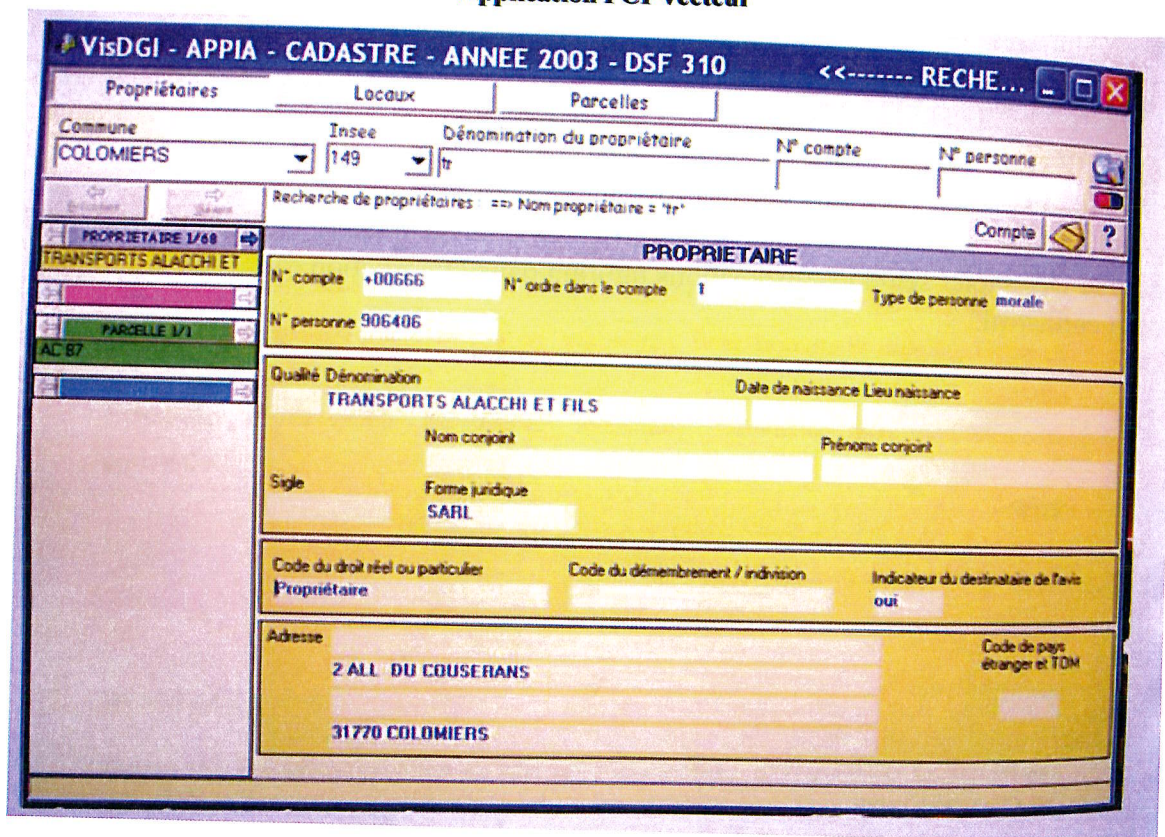 Application PCI Vecteur
VisDGI - APPIA - CADASTRE - ANNEE 2003 - DSF 310 <<------- RECHE...
Propriétaires Locaux Parcelles
Commune Insee Dénomination du propriétaire N° compte N° personne
COLOMIERS 149 tr
Recherche de propriétaires : ==> Nom propriétaire = 'tr'
Compte ?
PROPRIETAIRE 1/68
TRANSPORTS ALACCHI ET
PARCELLE 1/1
AC 87
PROPRIETAIRE
N° compte +00666 N° ordre dans le compte 1 Type de personne morale
N° personne 906406
Qualité Dénomination Date de naissance Lieu naissance
TRANSPORTS ALACCHI ET FILS
Nom conjoint Prénoms conjoint
Sigle Forme juridique
SARL
Code du droit réel ou particulier Code du démembrement / indivision Indicateur du destinataire de l'avis
Propriétaire oui
Adresse Code de pays
étranger et TOM
2 ALL DU COUSERANS
31770 COLOMIERS